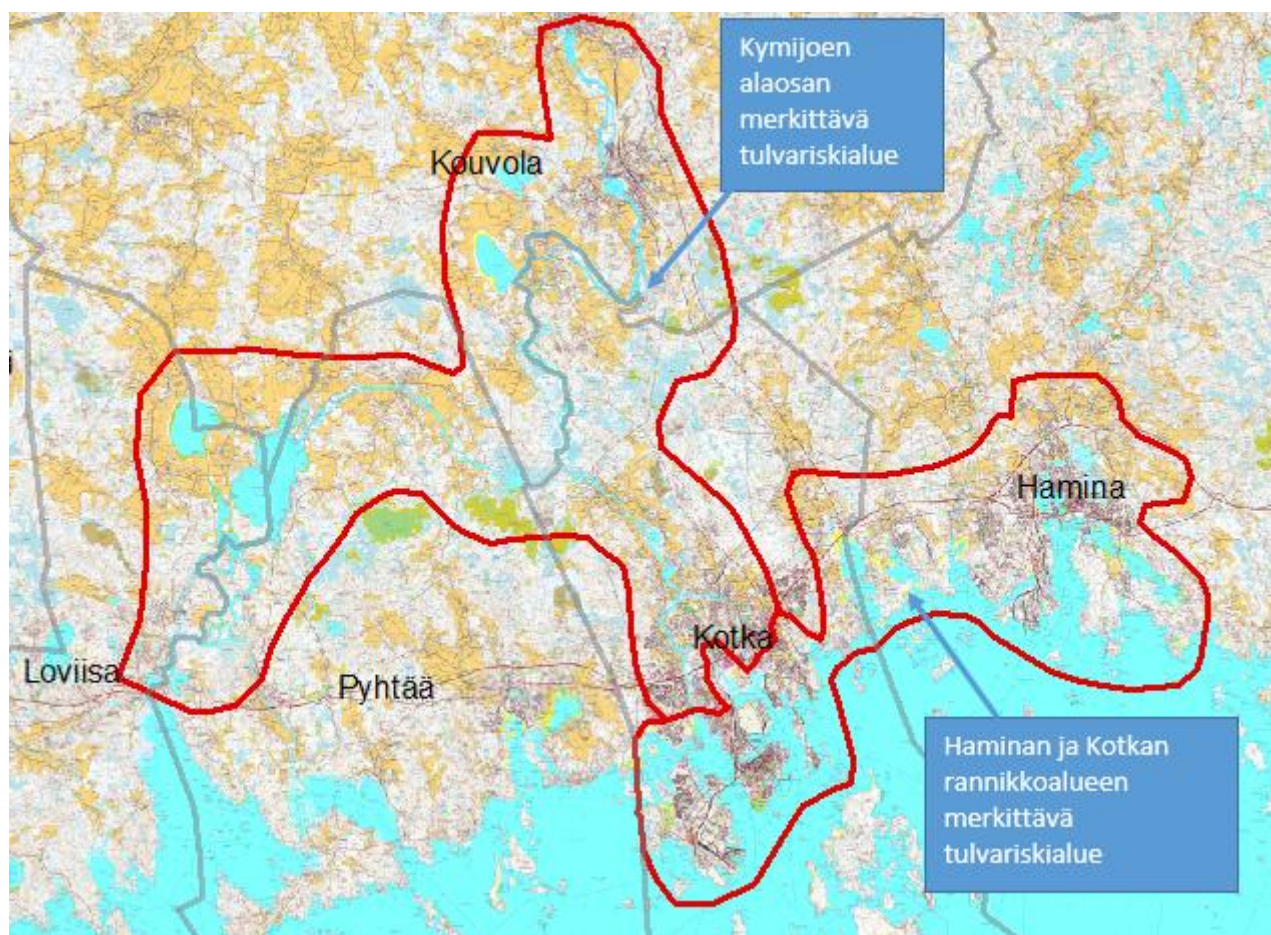 Kymijoen
alaosan
merkittävä
tulvariskialue
Kouvola
Hamina
Kotka
Loviisa
Pyhtää
Haminan ja Kotkan
rannikkoalueen
merkittävä
tulvariskialue